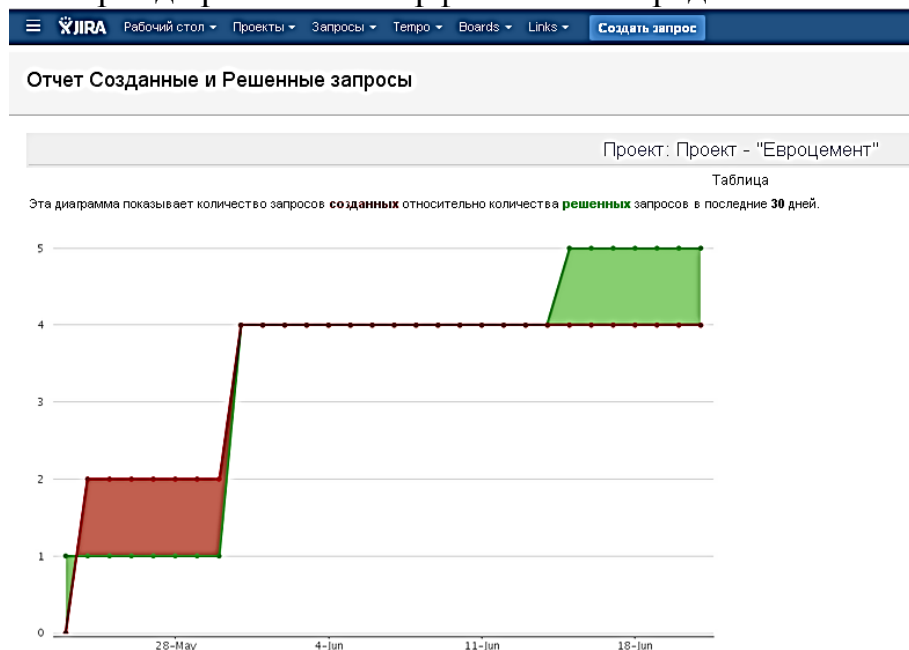 JIRA Рабочий стол Проекты Запросы Tempo Boards Links Создать запрос
Отчет Созданные и Решенные запросы
Проект: Проект - "Евроцемент"
Таблица
Эта диаграмма показывает количество запросов созданных относительно количества решенных запросов в последние 30 дней.
5
4
3
2
1
0
28-May 4-Jun 11-Jun 18-Jun